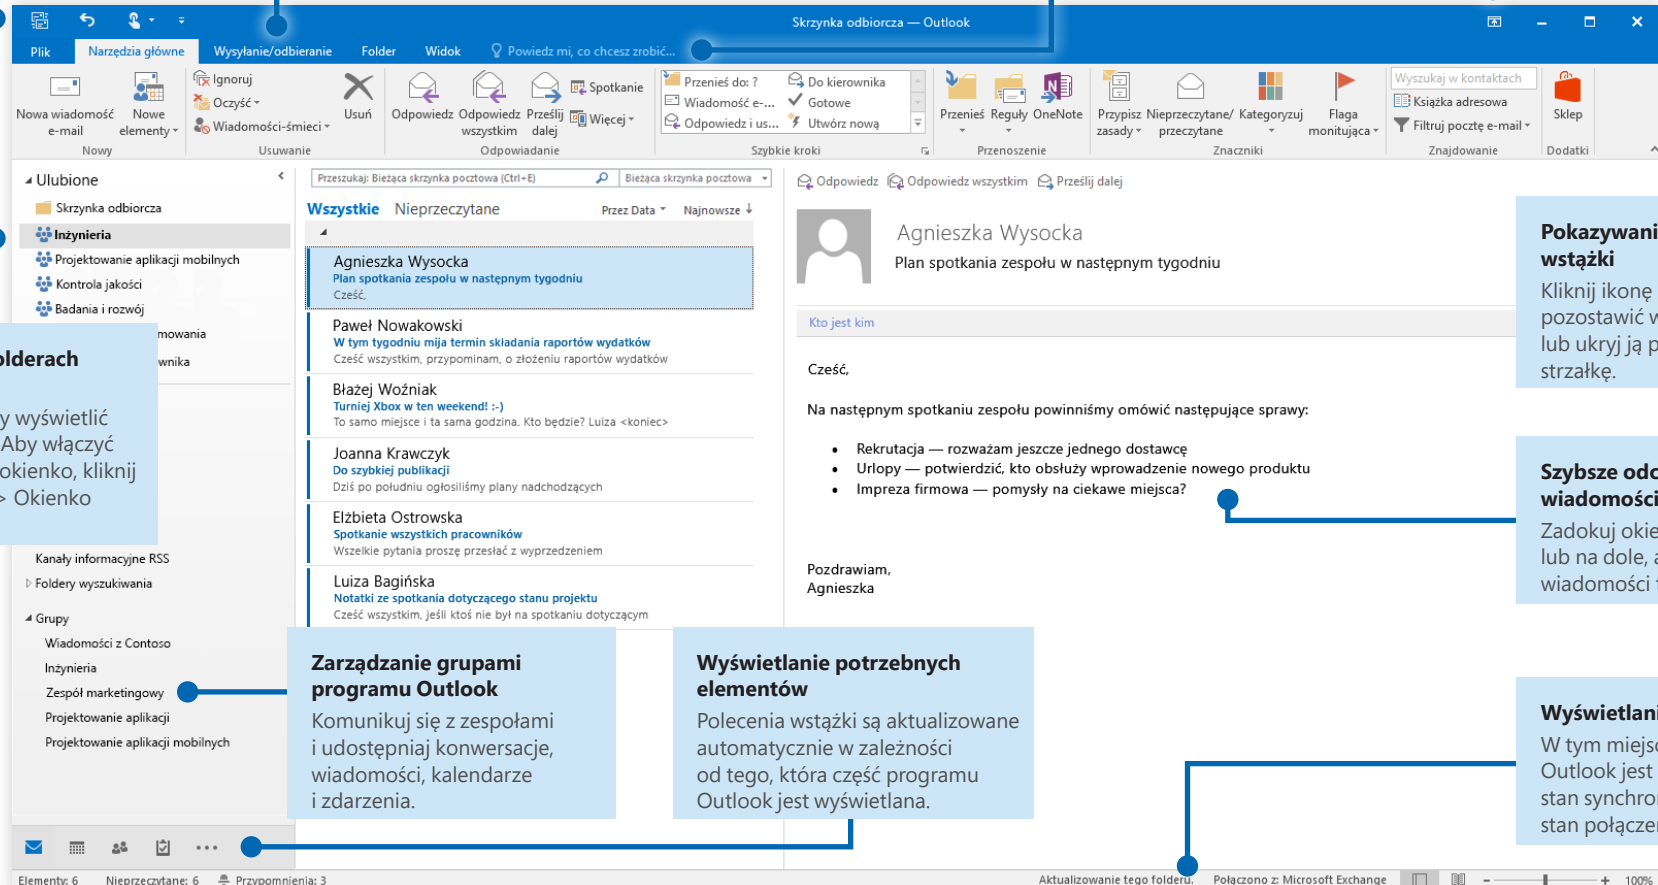 Skrzynka odbiorcza — Outlook
Plik Narzędzia główne Wysyłanie/odbieranie Folder Widok Powiedz mi, co chcesz zrobić...
Nowa wiadomość e-mail
Nowe elementy
Nowy
Ignoruj
Oczyść
Wiadomości-śmieci
Usuń
Usuwanie
Odpowiedz
Odpowiedz wszystkim
Prześlij dalej
Spotkanie
Więcej
Odpowiadanie
Przenieś do: ?
Wiadomość e-...
Odpowiedz i us...
Do kierownika
Gotowe
Utwórz nową
Szybkie kroki
Przenieś
Reguły
OneNote
Przenoszenie
Przypisz zasady
Nieprzeczytane/przeczytane
Kategoryzuj
Flaga monitująca
Znaczniki
Wyszukaj w kontaktach
Książka adresowa
Filtruj pocztę e-mail
Znajdowanie
Sklep
Dodatki
Ulubione
Skrzynka odbiorcza
Inżynieria
Projektowanie aplikacji mobilnych
Kontrola jakości
Badania i rozwój
mowania
wnika
olderach
y wyświetlić
Aby włączyć
okienko, kliknij
> Okienko
Kanały informacyjne RSS
Foldery wyszukiwania
Grupy
Wiadomości z Contoso
Inżynieria
Zespół marketingowy
Projektowanie aplikacji
Projektowanie aplikacji mobilnych
Przeszukaj: Bieżąca skrzynka pocztowa (Ctrl+E) Bieżąca skrzynka pocztowa
Wszystkie Nieprzeczytane Przez Data Najnowsze
Agnieszka Wysocka
Plan spotkania zespołu w następnym tygodniu
Cześć,
Paweł Nowakowski
W tym tygodniu mija termin składania raportów wydatków
Cześć wszystkim, przypominam, o złożeniu raportów wydatków
Błażej Woźniak
Turniej Xbox w ten weekend! :-)
To samo miejsce i ta sama godzina. Kto będzie? Luiza <koniec>
Joanna Krawczyk
Do szybkiej publikacji
Dziś po południu ogłosiliśmy plany nadchodzących
Elżbieta Ostrowska
Spotkanie wszystkich pracowników
Wszelkie pytania proszę przesłać z wyprzedzeniem
Luiza Bagińska
Notatki ze spotkania dotyczącego stanu projektu
Cześć wszystkim, jeśli ktoś nie był na spotkaniu dotyczącym
Odpowiedz Odpowiedz wszystkim Prześlij dalej
Agnieszka Wysocka
Plan spotkania zespołu w następnym tygodniu
Kto jest kim
Cześć,
Na następnym spotkaniu zespołu powinniśmy omówić następujące sprawy:
• Rekrutacja — rozważam jeszcze jednego dostawcę
• Urlopy — potwierdzić, kto obsłuży wprowadzenie nowego produktu
• Impreza firmowa — pomysły na ciekawe miejsca?
Pozdrawiam,
Agnieszka
Pokazywani
wstążki
Kliknij ikonę
pozostawić w
lub ukryj ją p
strzałkę.
Szybsze odc
wiadomości
Zadokuj okie
lub na dole, a
wiadomości t
Zarządzanie grupami
programu Outlook
Komunikuj się z zespołami
i udostępniaj konwersacje,
wiadomości, kalendarze
i zdarzenia.
Wyświetlanie potrzebnych
elementów
Polecenia wstążki są aktualizowane
automatycznie w zależności
od tego, która część programu
Outlook jest wyświetlana.
Wyświetlani
W tym miejsc
Outlook jest
stan synchro
stan połącze
Elementy: 6 Nieprzeczytane: 6 Przypomnienia: 3 Aktualizowanie tego folderu. Połączono z: Microsoft Exchange 100%